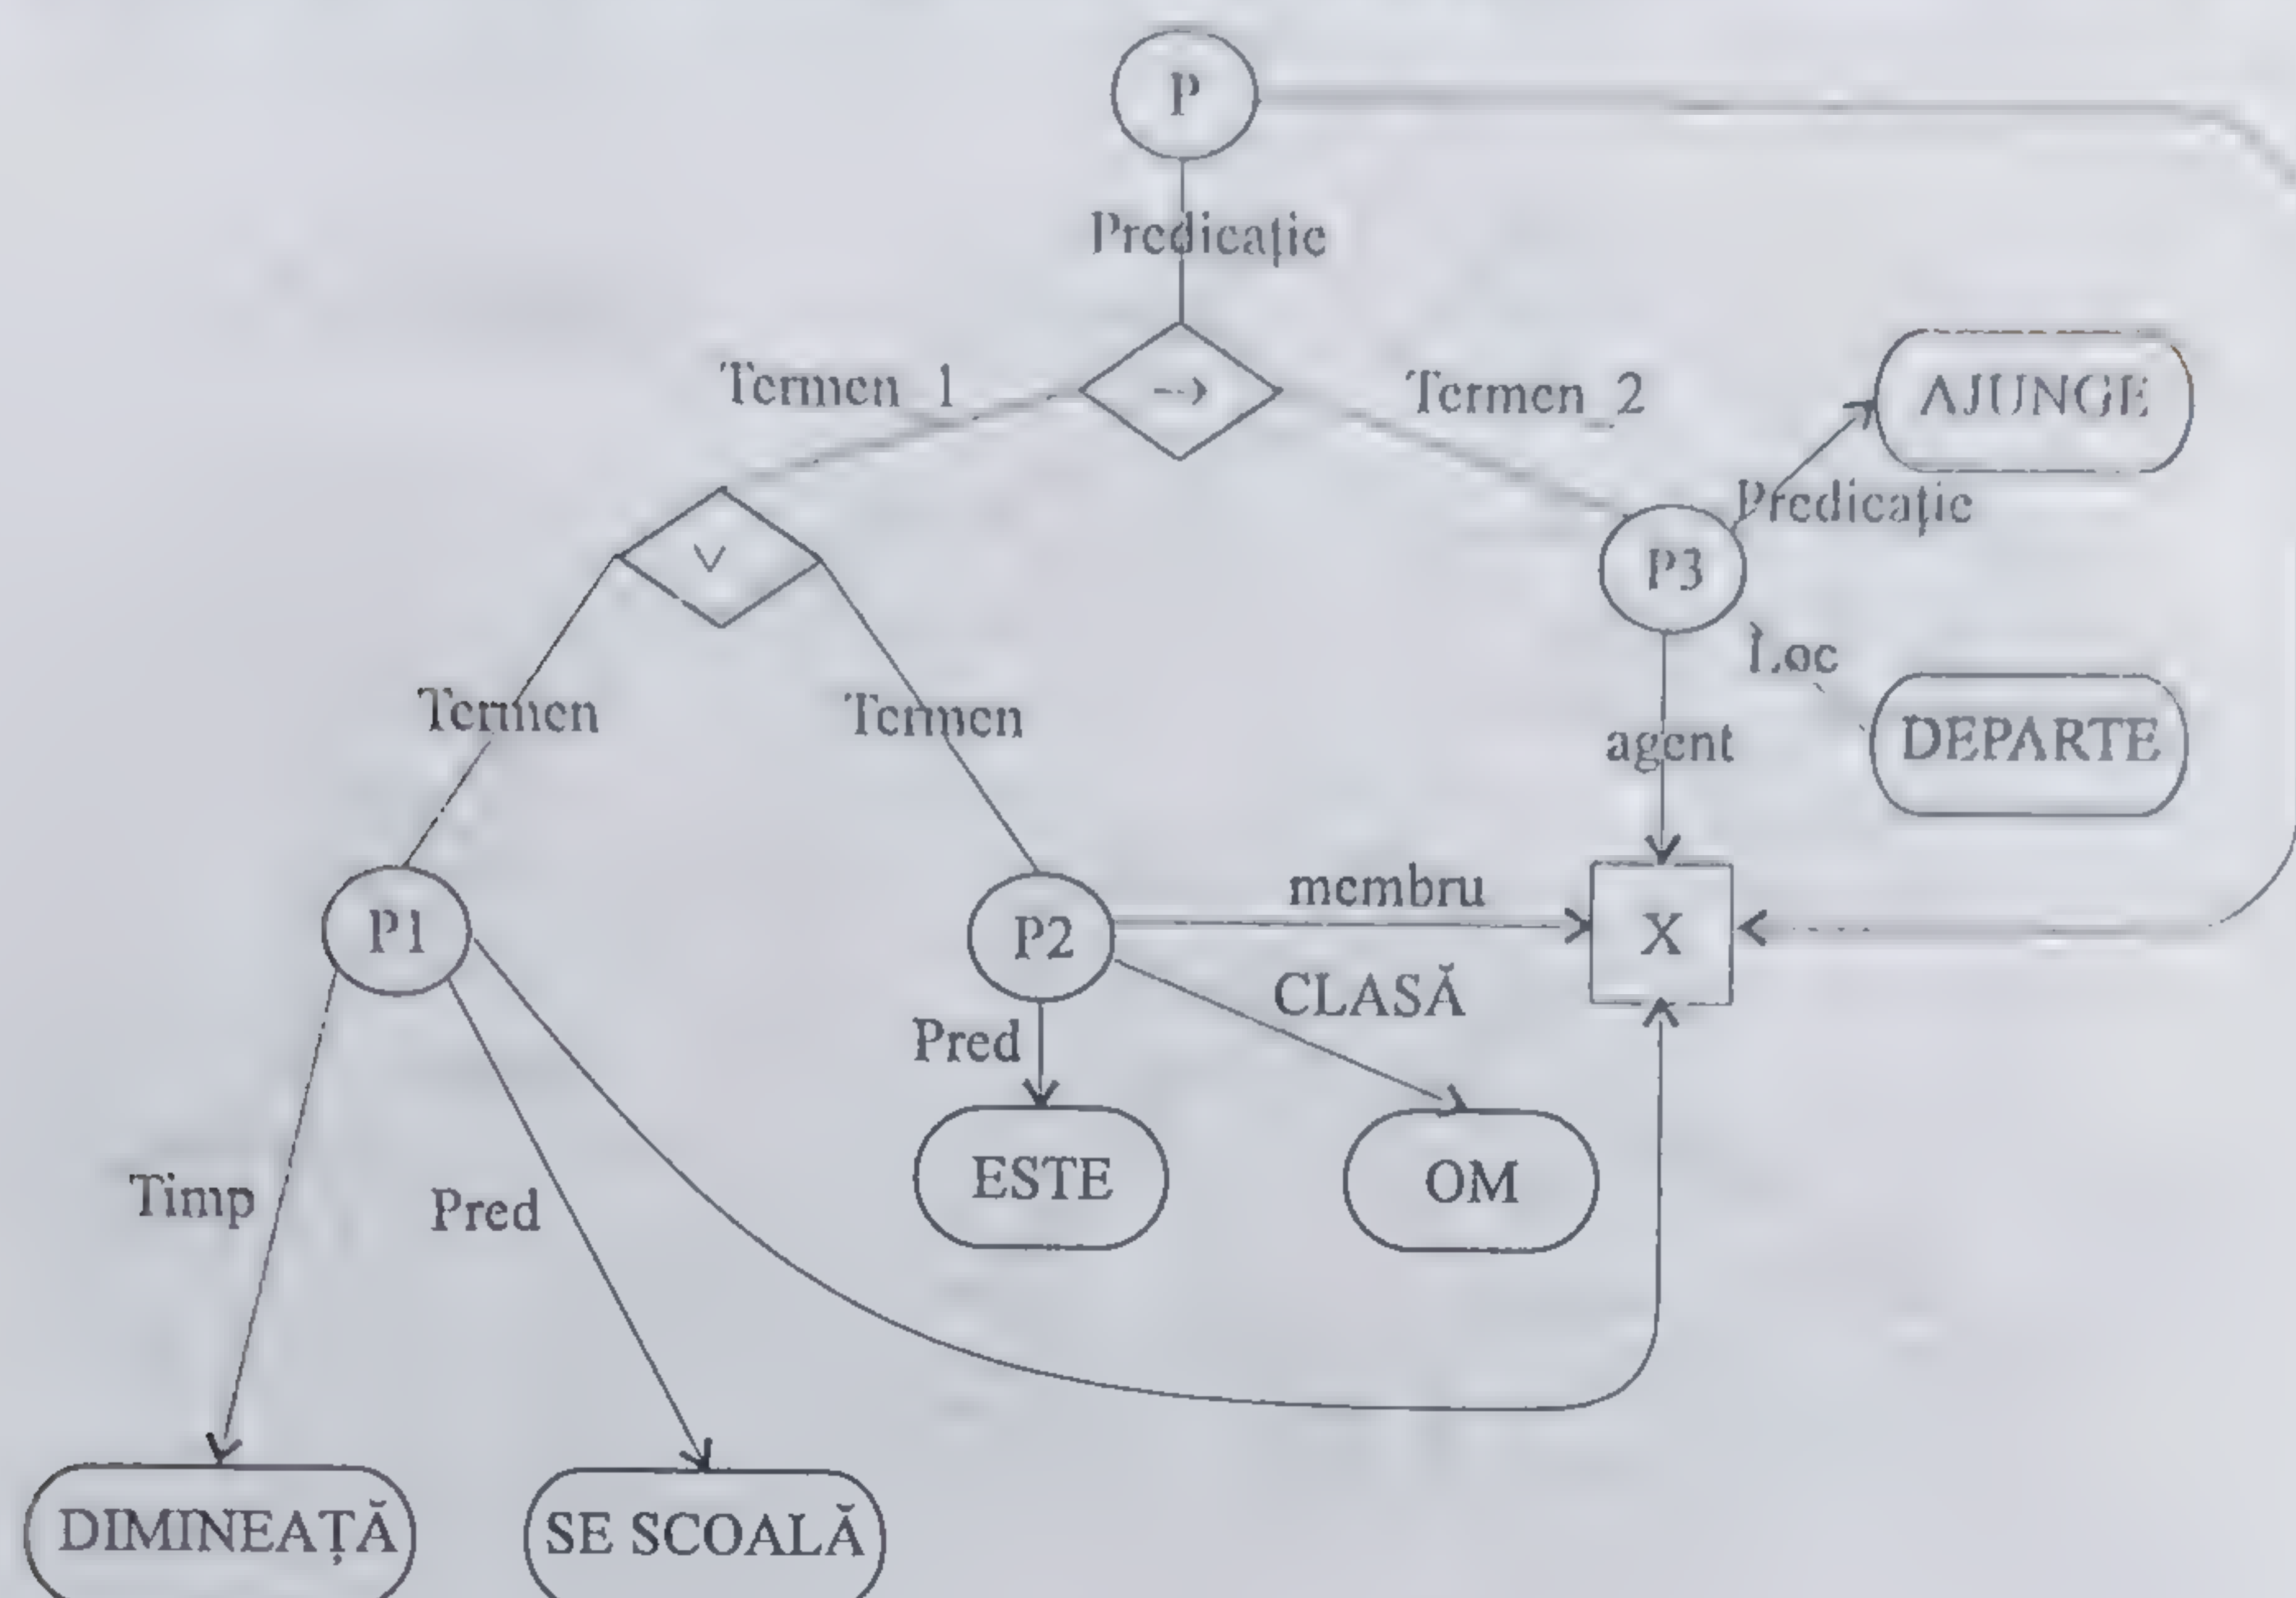 P
Predicație
Termen_1
-->
Termen_2
AJUNGE
Predicație
V
P3
Loc
Termen
Termen
agent
DEPARTE
membru
P1
P2
X
CLASĂ
Pred
Timp
Pred
ESTE
OM
DIMINEAȚĂ
SE SCOALĂ